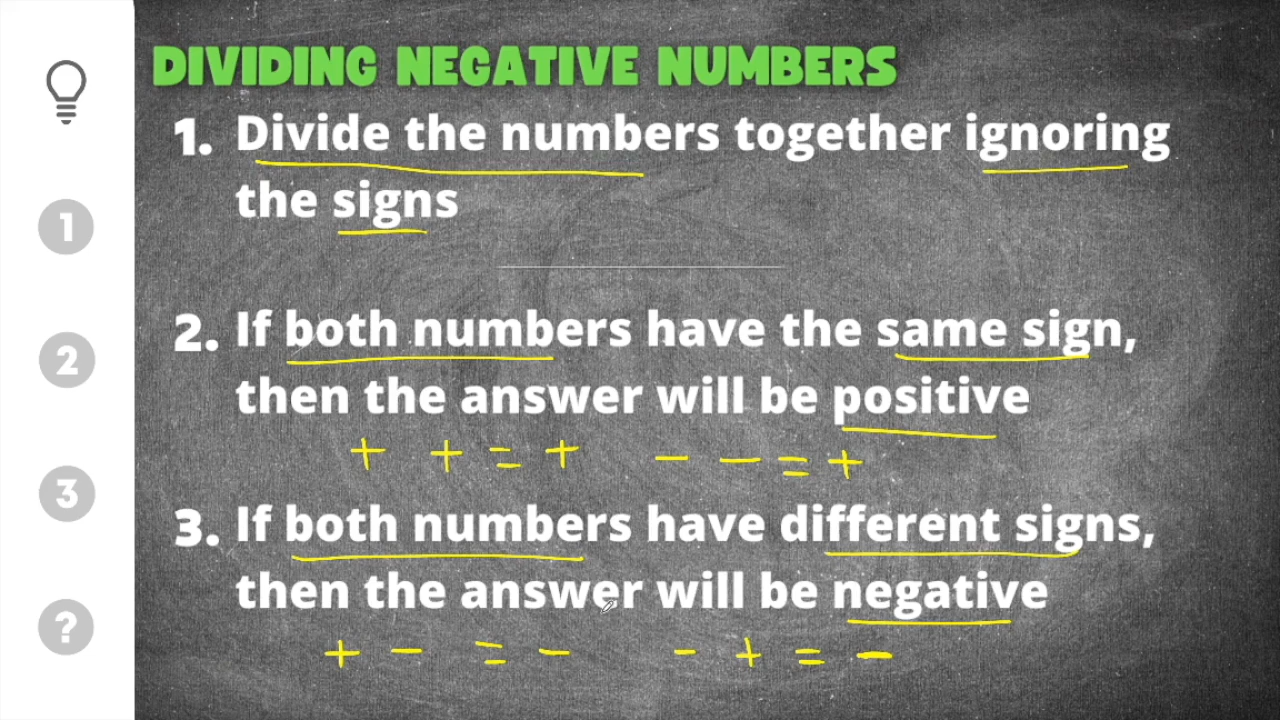 DIVIDING NEGATIVE NUMBERS
1. Divide the numbers together ignoring
the signs
1
2. If both numbers have the same sign,
2
then the answer will be positive
+ + = + - - = +
3
3. If both numbers have different signs,
then the answer will be negative
?
+ - = - - + = -